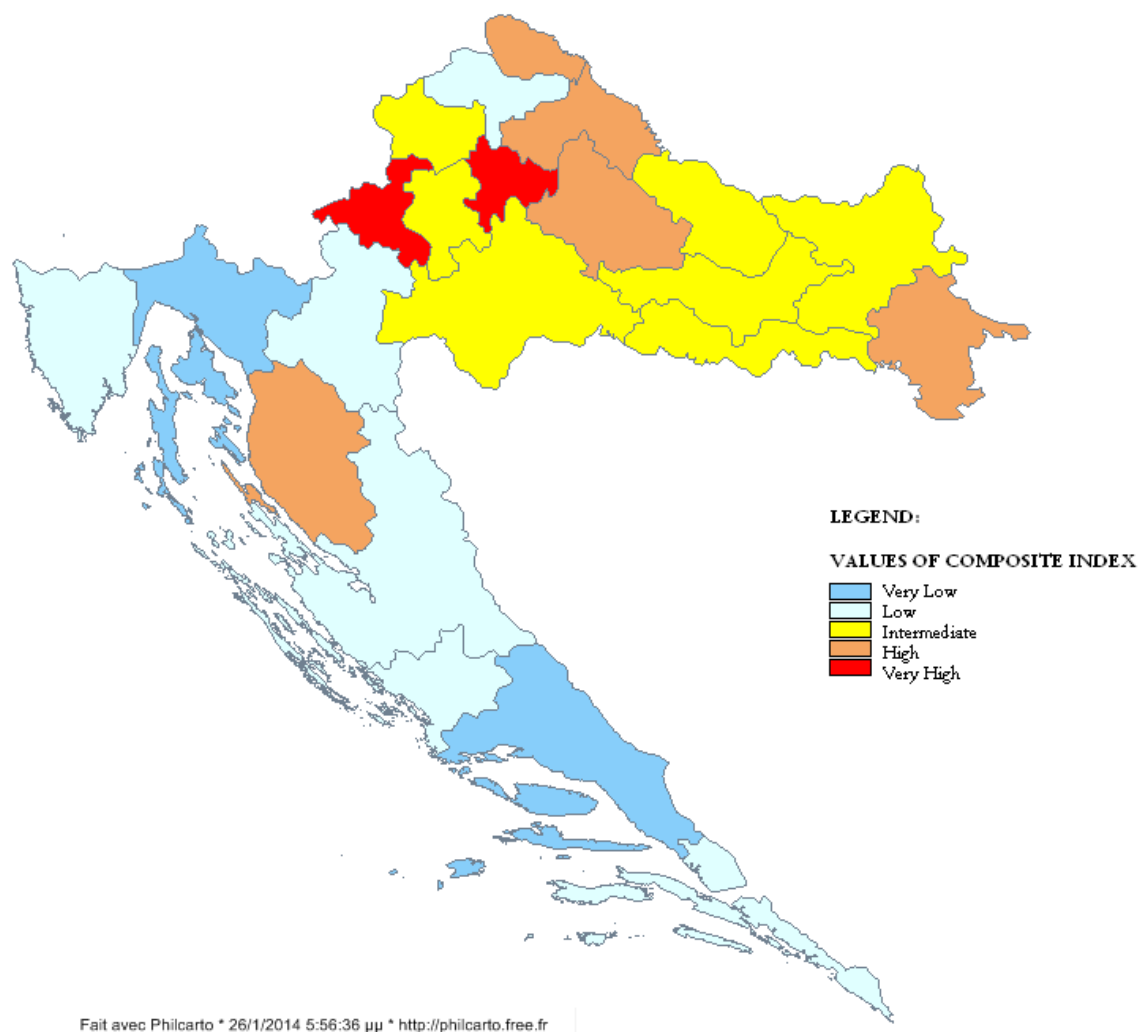 LEGEND:
VALUES OF COMPOSITE INDEX
Very Low
Low
Intermediate
High
Very High
Fait avec Philcarto * 26/1/2014 5:56:36 μμ * http://philcarto.free.fr